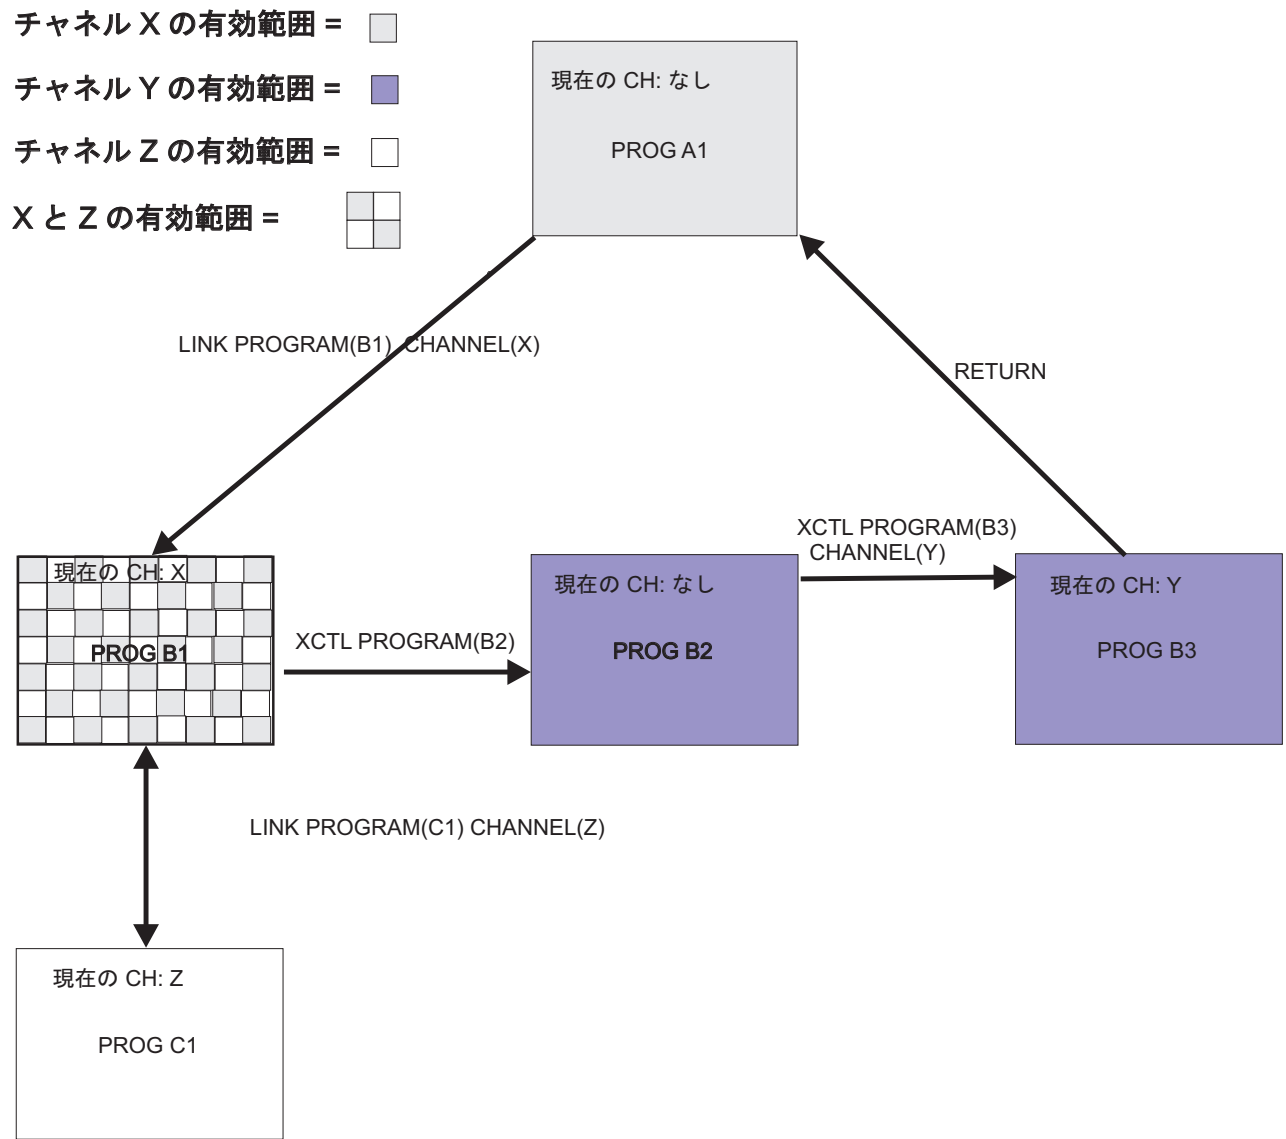 チャネル X の有効範囲 =
チャネル Y の有効範囲 =
チャネル Z の有効範囲 =
X と Z の有効範囲 =
現在の CH: なし
PROG A1
LINK PROGRAM(B1) CHANNEL(X)
RETURN
現在の CH: X
PROG B1
XCTL PROGRAM(B2)
現在の CH: なし
PROG B2
XCTL PROGRAM(B3)
CHANNEL(Y)
現在の CH: Y
PROG B3
LINK PROGRAM(C1) CHANNEL(Z)
現在の CH: Z
PROG C1